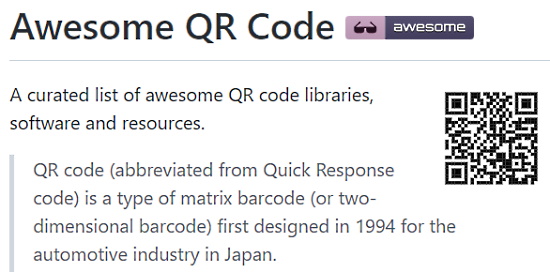 Awesome QR Code awesome
A curated list of awesome QR code libraries,
software and resources.
QR code (abbreviated from Quick Response
code) is a type of matrix barcode (or two-
dimensional barcode) first designed in 1994 for the
automotive industry in Japan.